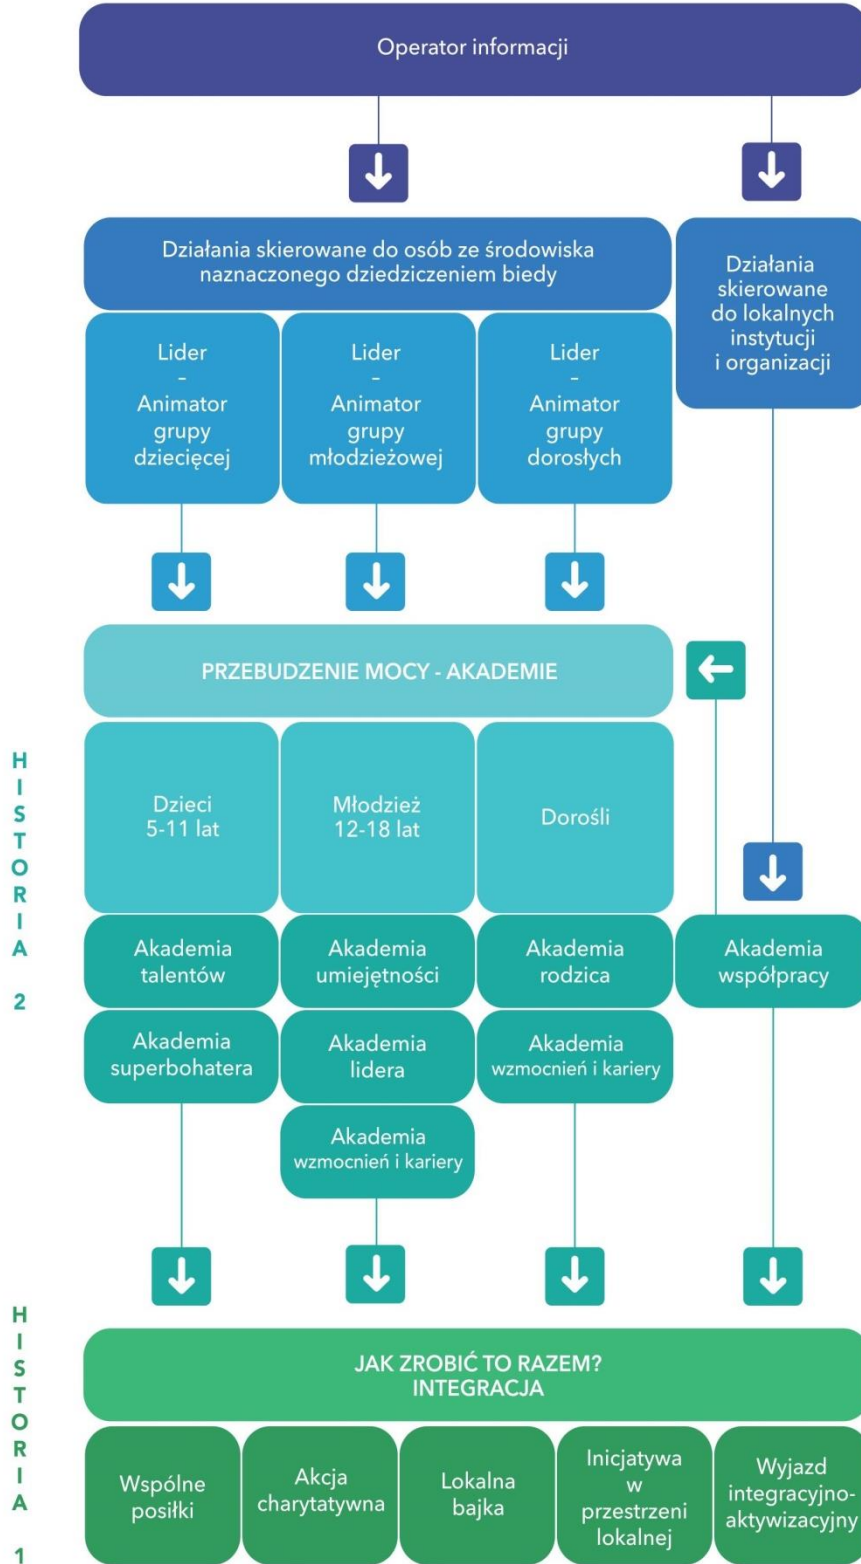 Operator informacji
Działania skierowane do osób ze środowiska
naznaczonego dziedziczeniem biedy
Działania
skierowane
do lokalnych
instytucji
i organizacji
Lider
–
Animator
grupy
dziecięcej
Lider
–
Animator
grupy
młodzieżowej
Lider
–
Animator
grupy
dorosłych
PRZEBUDZENIE MOCY - AKADEMIE
HISTORIA 2
Dzieci
5-11 lat
Młodzież
12-18 lat
Dorośli
Akademia
talentów
Akademia
umiejętności
Akademia
rodzica
Akademia
współpracy
Akademia
superbohatera
Akademia
lidera
Akademia
wzmocnień i kariery
Akademia
wzmocnień i kariery
HISTORIA 1
JAK ZROBIĆ TO RAZEM?
INTEGRACJA
Wspólne
posiłki
Akcja
charytatywna
Lokalna
bajka
Inicjatywa
w
przestrzeni
lokalnej
Wyjazd
integracyjno-
aktywizacyjny